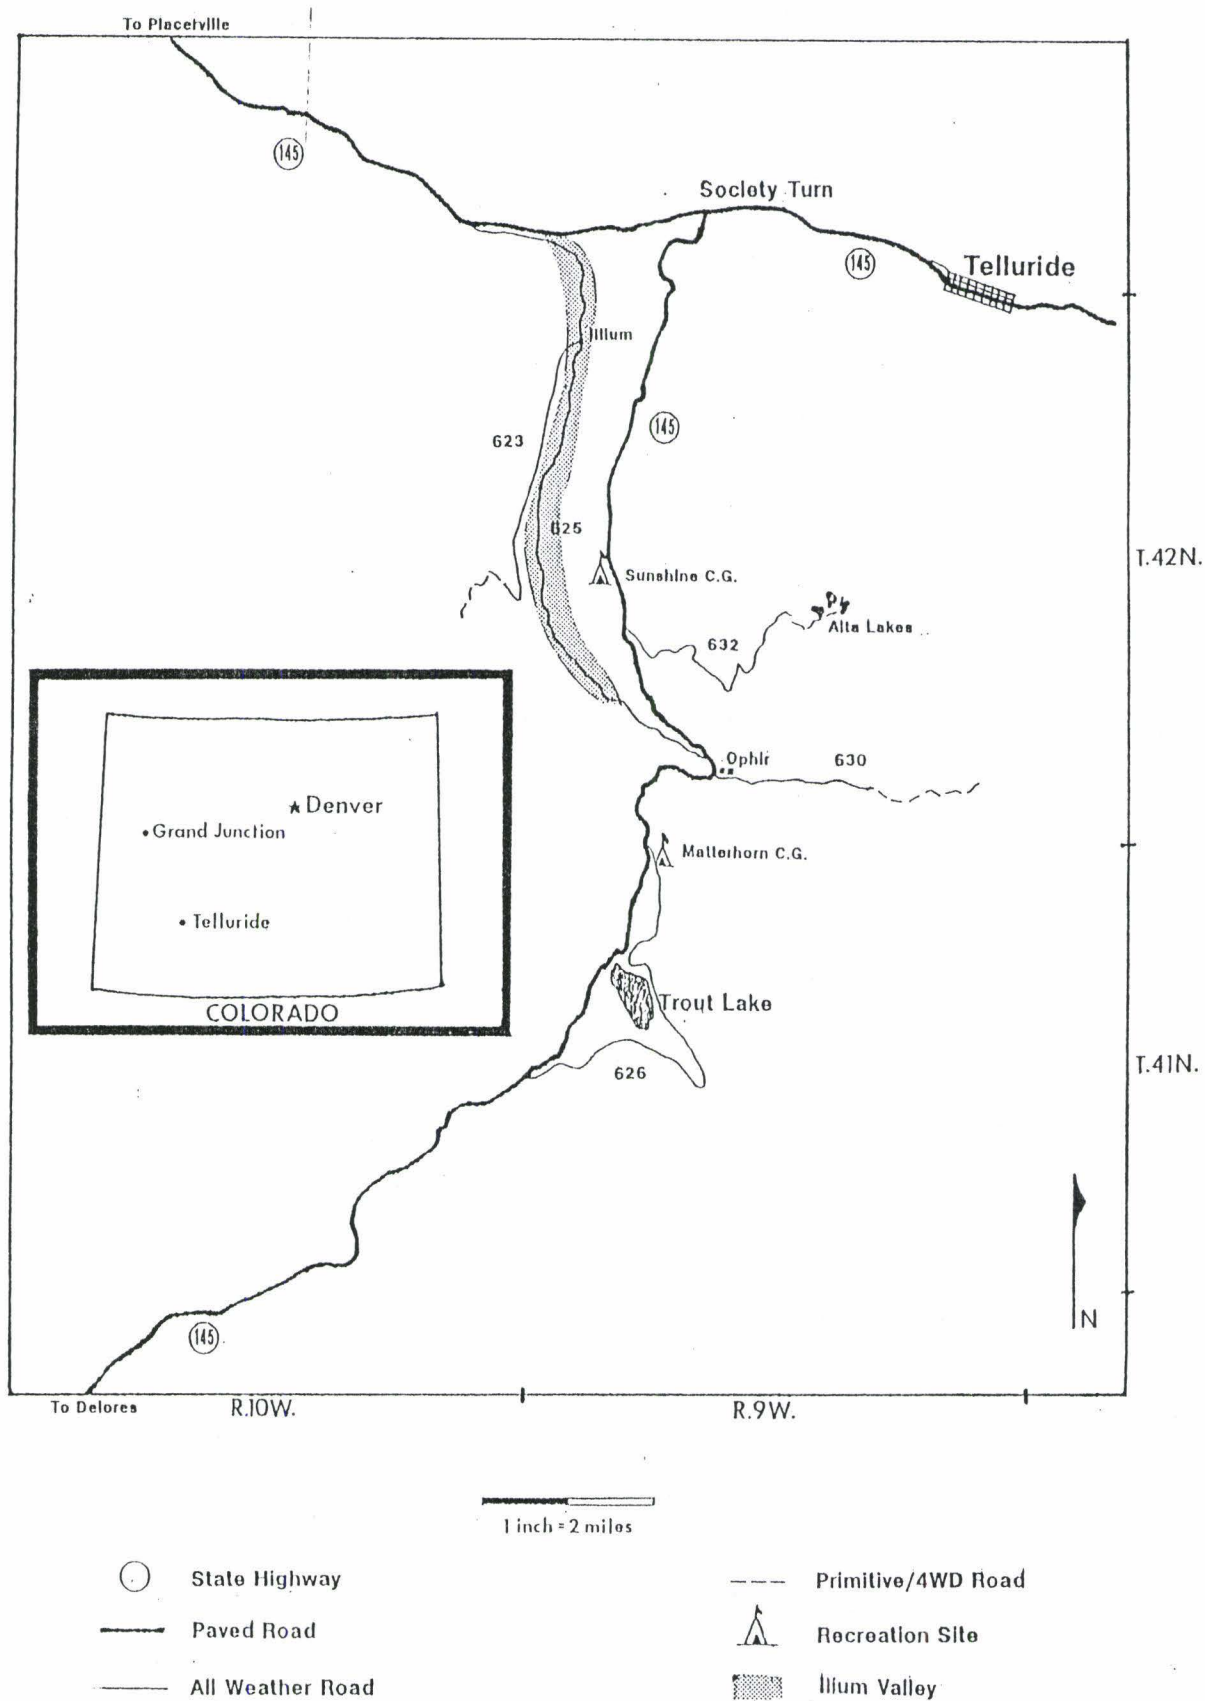 To Placerville
145
Society Turn
145
Telluride
Illum
623
145
625
T.42N.
Sunshine C.G.
Alta Lakes
632
Ophir
630
Denver
Grand Junction
Matterhorn C.G.
Telluride
Trout Lake
COLORADO
626
T.41N.
N
145
To Delores
R.10W.
R.9W.
1 inch = 2 miles
State Highway
Primitive/4WD Road
Paved Road
Recreation Site
All Weather Road
Ilium Valley